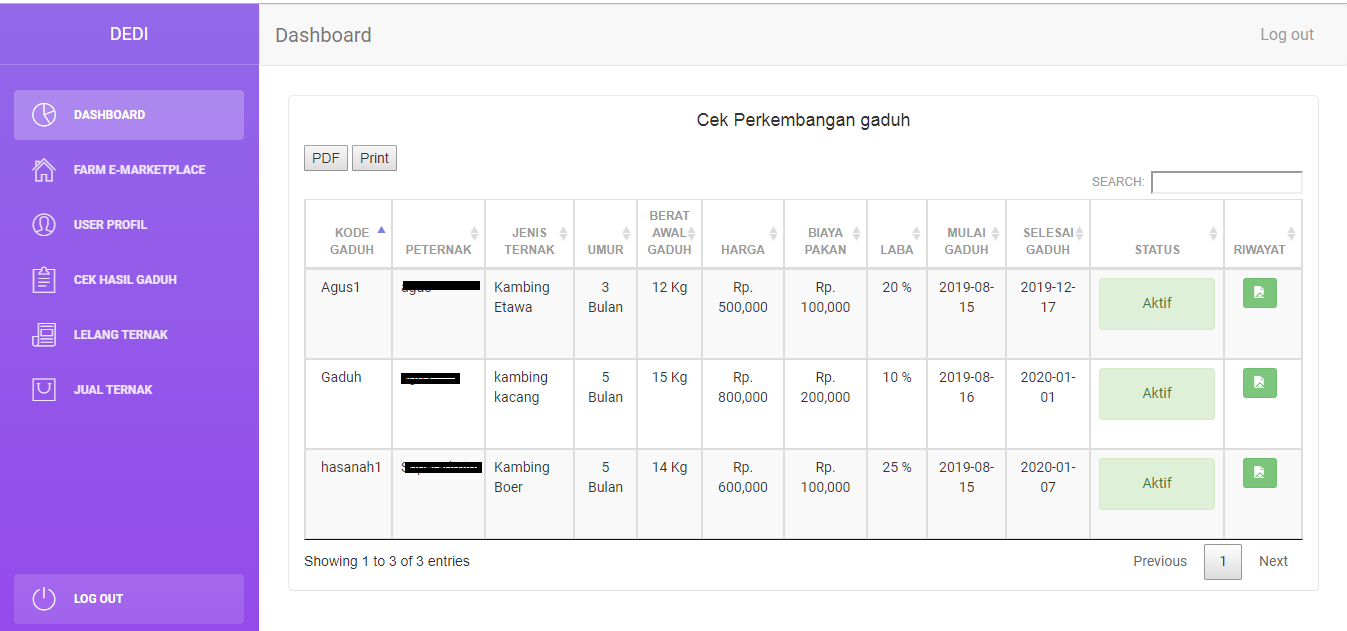 DEDI
Dashboard
Log out
DASHBOARD
FARM E-MARKETPLACE
USER PROFIL
CEK HASIL GADUH
LELANG TERNAK
JUAL TERNAK
LOG OUT
Cek Perkembangan gaduh
PDF Print
SEARCH:
KODE GADUH
PETERNAK
JENIS TERNAK
UMUR
BERAT AWAL GADUH
HARGA
BIAYA PAKAN
LABA
MULAI GADUH
SELESAI GADUH
STATUS
RIWAYAT
Agus1 Kambing 3 12 Kg Rp. Rp. 20 % 2019-08- 2019-12- Aktif
Etawa Bulan 500,000 100,000 15 17
Gaduh kambing 5 15 Kg Rp. Rp. 10 % 2019-08- 2020-01- Aktif
kacang Bulan 800,000 200,000 16 01
hasanah1 Kambing 5 14 Kg Rp. Rp. 25 % 2019-08- 2020-01- Aktif
Boer Bulan 600,000 100,000 15 07
Showing 1 to 3 of 3 entries
Previous 1 Next